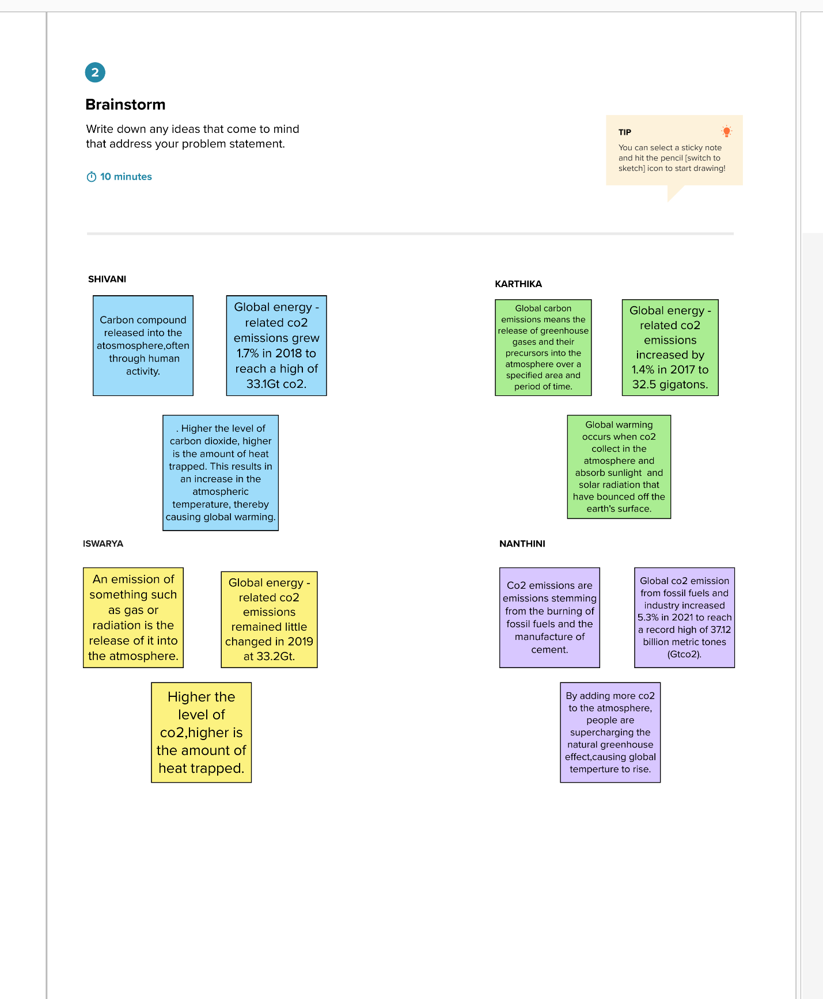 2
Brainstorm
Write down any ideas that come to mind
that address your problem statement.
10 minutes
TIP
You can select a sticky note
and hit the pencil [switch to
sketch] icon to start drawing!
SHIVANI
Carbon compound
released into the
atosmosphere,often
through human
activity.
Global energy -
related co2
emissions grew
1.7% in 2018 to
reach a high of
33.1Gt co2.
. Higher the level of
carbon dioxide, higher
is the amount of heat
trapped. This results in
an increase in the
atmospheric
temperature, thereby
causing global warming.
KARTHIKA
Global carbon
emissions means the
release of greenhouse
gases and their
precursors into the
atmosphere over a
specified area and
period of time.
Global energy -
related co2
emissions
increased by
1.4% in 2017 to
32.5 gigatons.
Global warming
occurs when co2
collect in the
atmosphere and
absorb sunlight  and
solar radiation that
have bounced off the
earth's surface.
ISWARYA
An emission of
something such
as gas or
radiation is the
release of it into
the atmosphere.
Global energy -
related co2
emissions
remained little
changed in 2019
at 33.2Gt.
Higher the
level of
co2,higher is
the amount of
heat trapped.
NANTHINI
Co2 emissions are
emissions stemming
from the burning of
fossil fuels and the
manufacture of
cement.
Global co2 emission
from fossil fuels and
industry increased
5.3% in 2021 to reach
a record high of 37.12
billion metric tones
(Gtco2).
By adding more co2
to the atmosphere,
people are
supercharging the
natural greenhouse
effect,causing global
temperture to rise.